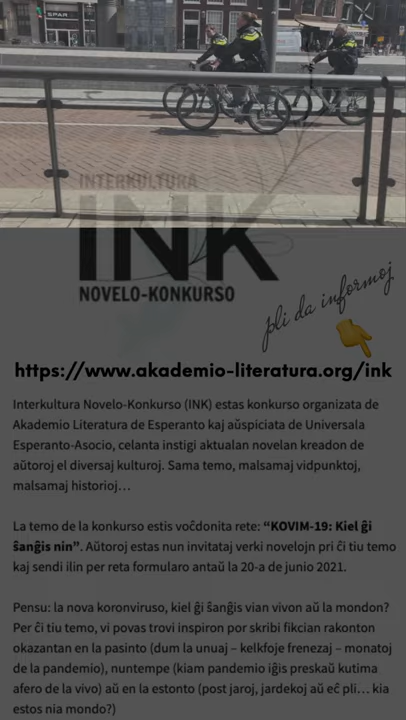 SPAR
INTERKULTURA
INK
NOVELO-KONKURSO
pli da informoj
https://www.akademio-literatura.org/ink
Interkultura Novelo-Konkurso (INK) estas konkurso organizata de
Akademio Literatura de Esperanto kaj aŭspiciata de Universala
Esperanto-Asocio, celanta instigi aktualan novelan kreadon de
aŭtoroj el diversaj kulturoj. Sama temo, malsamaj vidpunktoj,
malsamaj historioj…
La temo de la konkurso estis voĉdonita rete: “KOVIM-19: Kiel ĝi
ŝanĝis nin”. Aŭtoroj estas nun invitataj verki novelojn pri ĉi tiu temo
kaj sendi ilin per reta formularo antaŭ la 20-a de junio 2021.
Pensu: la nova koronviruso, kiel ĝi ŝanĝis vian vivon aŭ la mondon?
Per ĉi tiu temo, vi povas trovi inspiron por skribi fikcian rakonton
okazantan en la pasinto (dum la unuaj – kelkfoje frenezaj – monatoj
de la pandemio), nuntempe (kiam pandemio iĝis preskaŭ kutima
afero de la vivo) aŭ en la estonto (post jaroj, jardekoj aŭ eĉ pli… kia
estos nia mondo?)